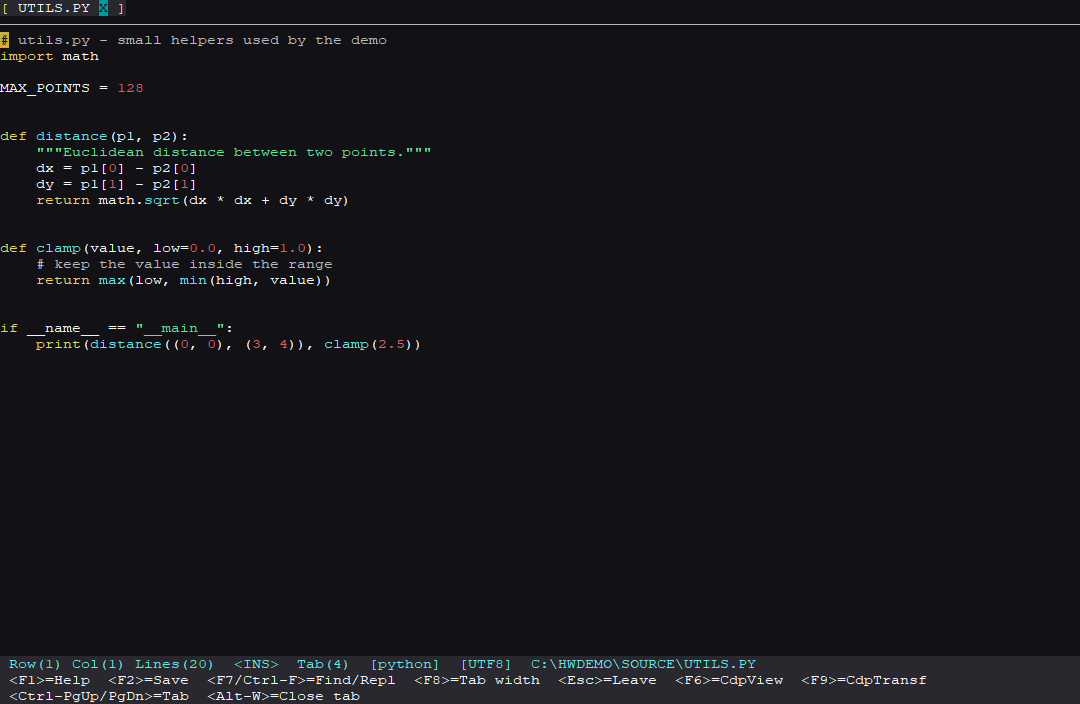 [ UTILS.PY X ]
# utils.py - small helpers used by the demo
import math
MAX_POINTS = 128
def distance(p1, p2):
    """Euclidean distance between two points."""
    dx = p1[0] - p2[0]
    dy = p1[1] - p2[1]
    return math.sqrt(dx * dx + dy * dy)
def clamp(value, low=0.0, high=1.0):
    # keep the value inside the range
    return max(low, min(high, value))
if __name__ == "__main__":
    print(distance((0, 0), (3, 4)), clamp(2.5))
Row(1) Col(1) Lines(20)  <INS>  Tab(4)  [python]  [UTF8]  C:\HWDEMO\SOURCE\UTILS.PY
<F1>=Help  <F2>=Save  <F7/Ctrl-F>=Find/Repl  <F8>=Tab width  <Esc>=Leave  <F6>=CdpView  <F9>=CdpTransf
<Ctrl-PgUp/PgDn>=Tab  <Alt-W>=Close tab